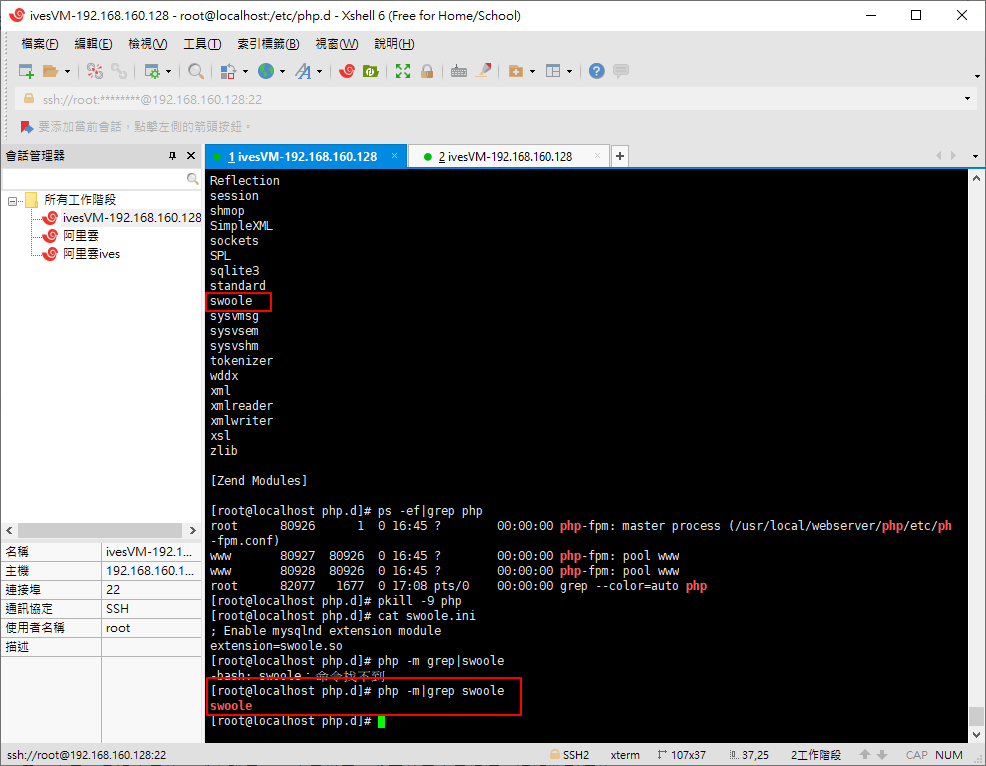 ivesVM-192.168.160.128 - root@localhost:/etc/php.d - Xshell 6 (Free for Home/School)
檔案(F) 編輯(E) 檢視(V) 工具(T) 索引標籤(B) 視窗(W) 說明(H)
ssh://root:********@192.168.160.128:22
要添加當前會話，點擊左側的箭頭按鈕。
會話管理器
1 ivesVM-192.168.160.128
2 ivesVM-192.168.160.128
所有工作階段
ivesVM-192.168.160.128
阿里雲
阿里雲ives
名稱 ivesVM-192.1...
主機 192.168.160.1...
連接埠 22
通訊協定 SSH
使用者名稱 root
描述
Reflection
session
shmop
SimpleXML
sockets
SPL
sqlite3
standard
swoole
sysvmsg
sysvsem
sysvshm
tokenizer
wddx
xml
xmlreader
xmlwriter
xsl
zlib
[Zend Modules]
[root@localhost php.d]# ps -ef|grep php
root 80926 1 0 16:45 ? 00:00:00 php-fpm: master process (/usr/local/webserver/php/etc/ph
-fpm.conf)
www 80927 80926 0 16:45 ? 00:00:00 php-fpm: pool www
www 80928 80926 0 16:45 ? 00:00:00 php-fpm: pool www
root 82077 1677 0 17:08 pts/0 00:00:00 grep --color=auto php
[root@localhost php.d]# pkill -9 php
[root@localhost php.d]# cat swoole.ini
; Enable mysqlnd extension module
extension=swoole.so
[root@localhost php.d]# php -m grep|swoole
-bash: swoole：命令找不到
[root@localhost php.d]# php -m|grep swoole
swoole
[root@localhost php.d]#
ssh://root@192.168.160.128:22 SSH2 xterm 107x37 37,25 2工作階段 CAP NUM